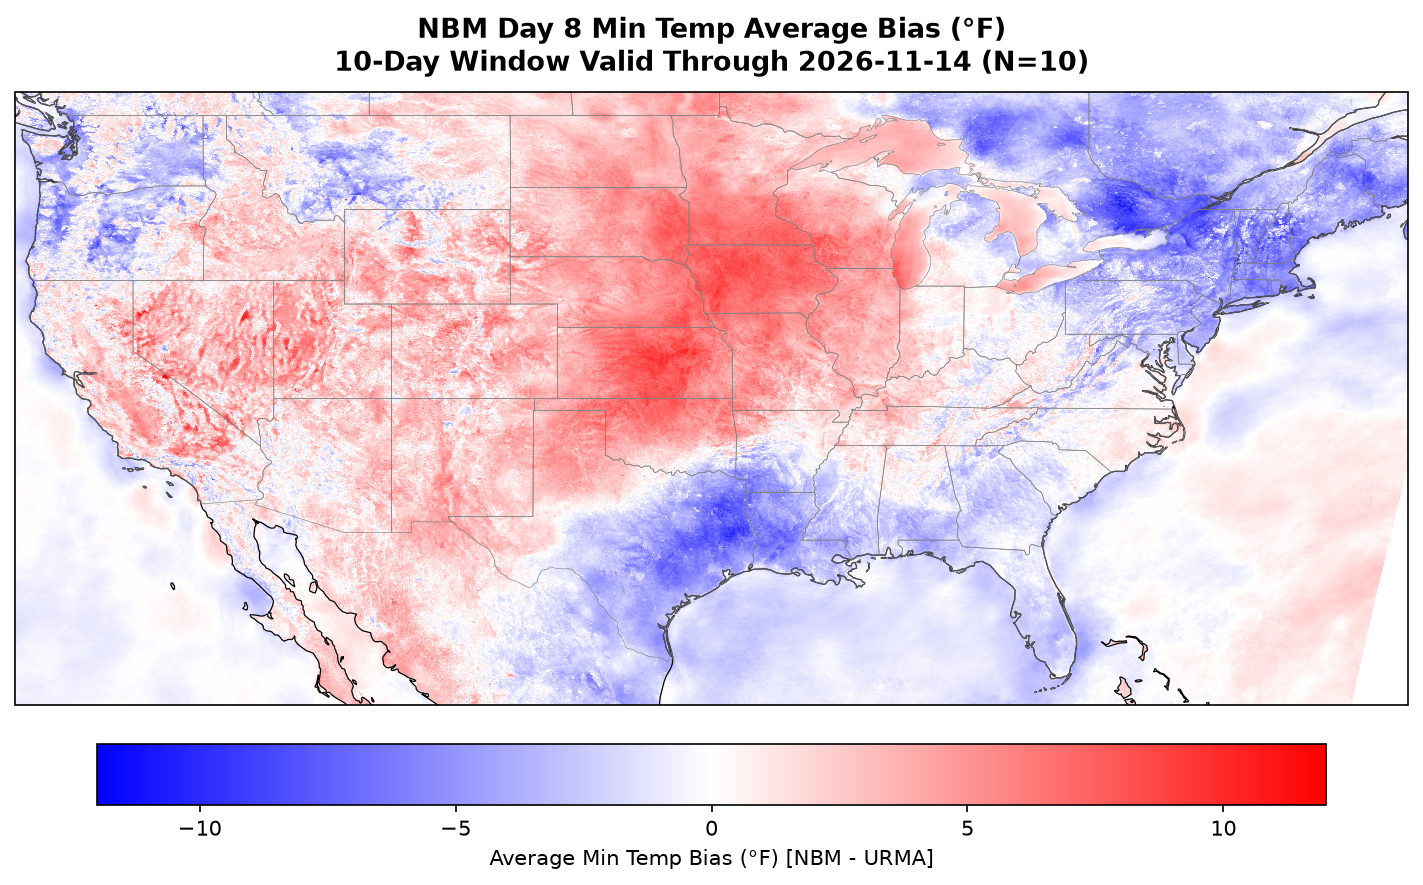 NBM Day 8 Min Temp Average Bias (°F)
10-Day Window Valid Through 2026-11-14 (N=10)
−10 −5 0 5 10
Average Min Temp Bias (°F) [NBM - URMA]